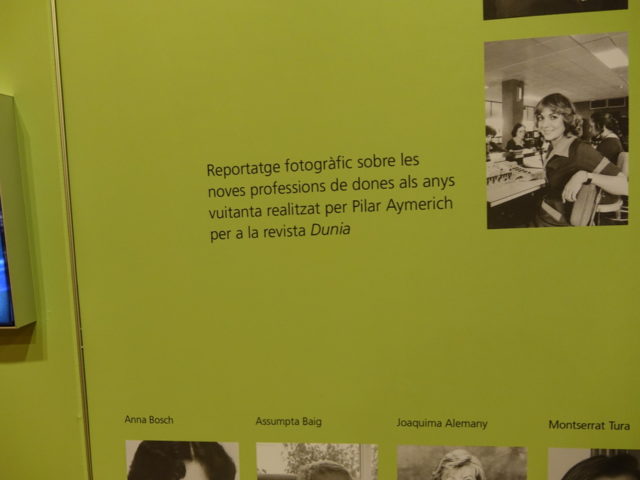 Reportatge fotogràfic sobre les
noves professions de dones als anys
vuitanta realitzat per Pilar Aymerich
per a la revista Dunia
Anna Bosch
Assumpta Baig
Joaquima Alemany
Montserrat Tura